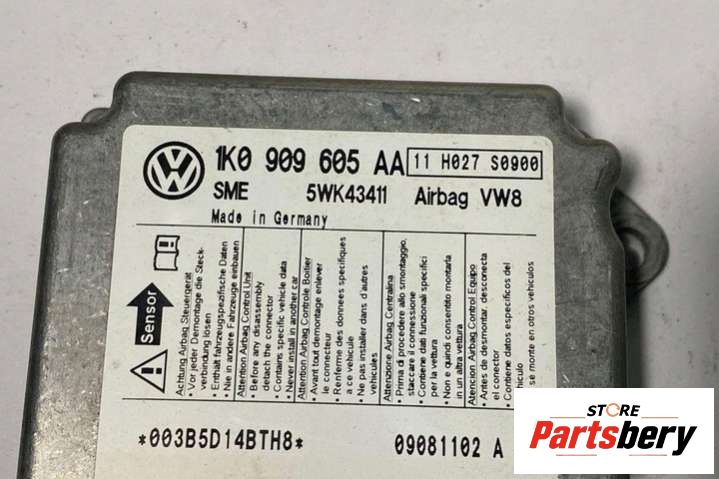 1K0 909 605 AA 11 H027 S0900
SME 5WK43411 Airbag VW8
Made in Germany
Sensor
Achtung Airbag Steuergerät
• Vor jeder Demontage die Steck-
verbindung lösen
• Enthält fahrzeugspezifische Daten
• Nie in andere Fahrzeuge einbauen
Attention Airbag Control Unit
• Before any disassembly
detach the connector
• Contains specific vehicle data
• Never install in another car
Attention Airbag Controle Boitier
• Avant tout demontage enlever
le connecteur
• Renferme des donnees specifiques
a ce vehicule
• Ne pas installer dans d'autres
vehicules
Attenzione Airbag Centralina
• Prima di procedere allo smontaggio,
staccare il connessione
• Contiene dati funzionali specifici
per la vettura
• Non e quindi consentito montarla
in un altra vettura
Atencion Airbag Control Equipo
• Antes de desmontar, desconecta
el conector
• Contiene datos especificos del
vehiculo
se monte en otros vehiculos
*003B5D14BTH8*
09081102 A
STORE
Partsbery